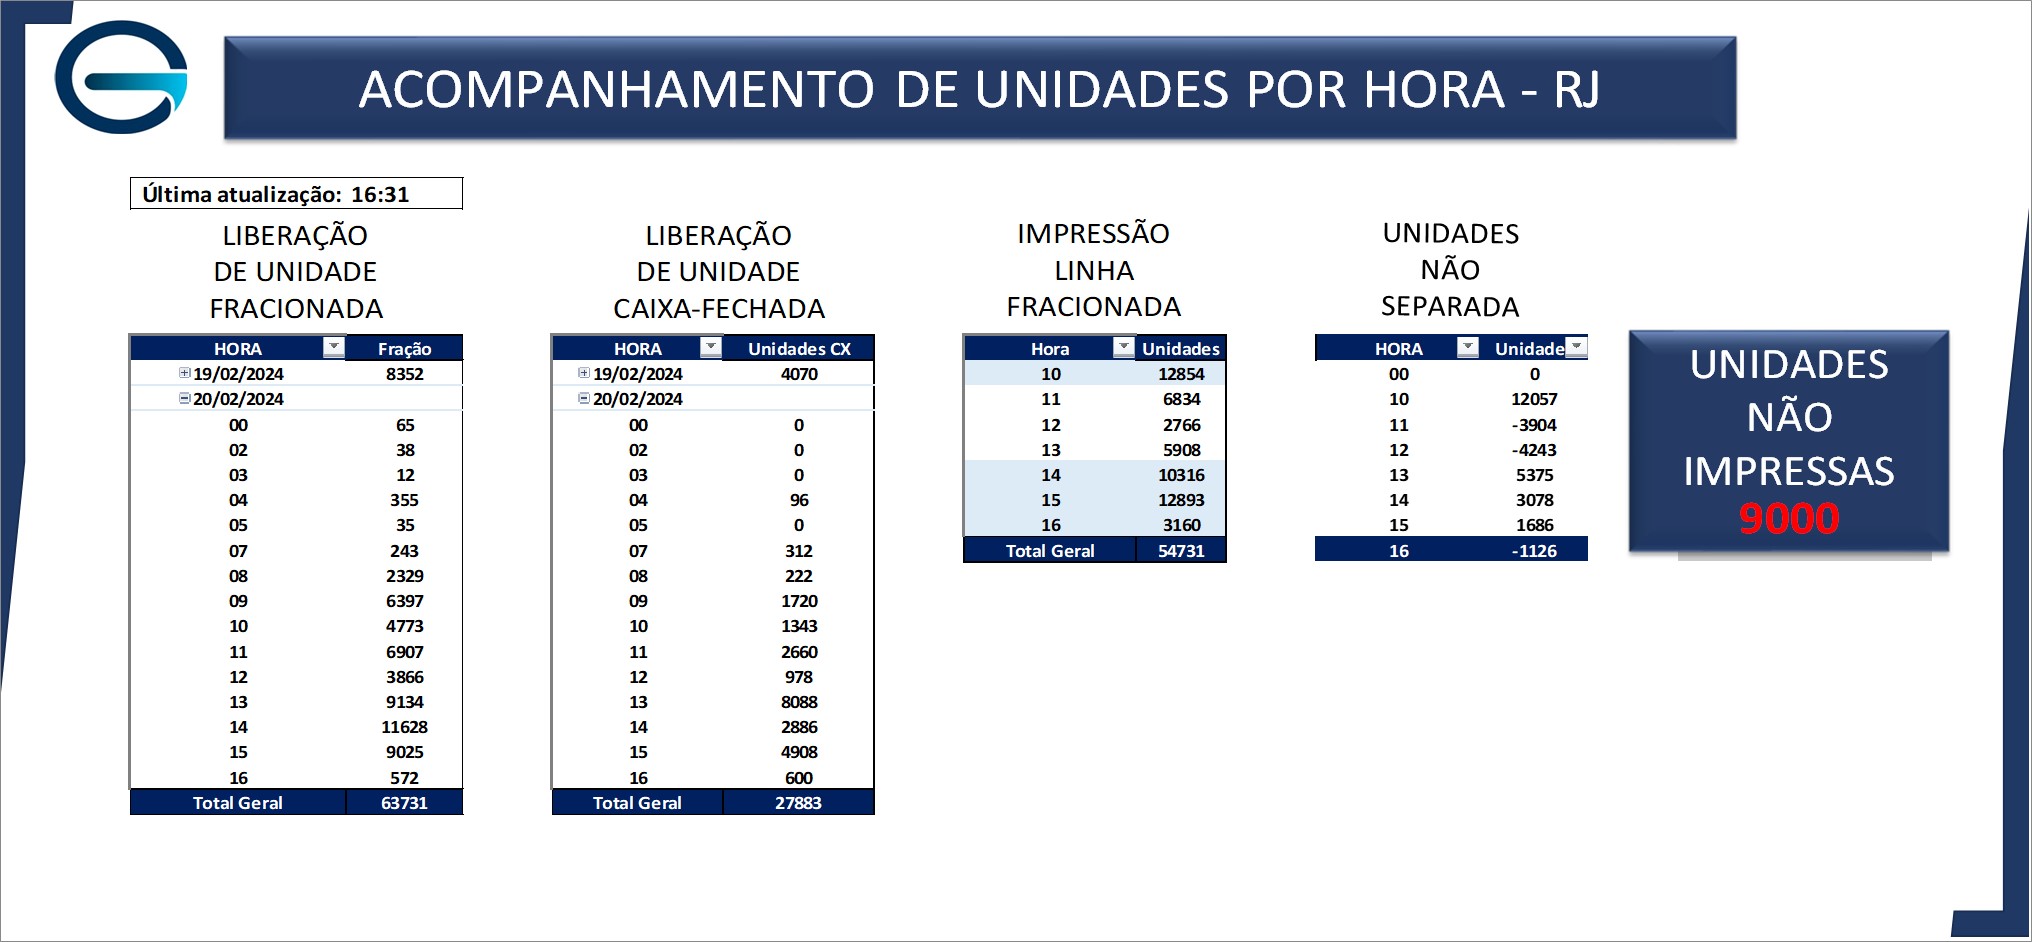 ACOMPANHAMENTO DE UNIDADES POR HORA - RJ
Última atualização: 16:31
LIBERAÇÃO
DE UNIDADE
FRACIONADA
HORA Fração
19/02/2024 8352
20/02/2024
00 65
02 38
03 12
04 355
05 35
07 243
08 2329
09 6397
10 4773
11 6907
12 3866
13 9134
14 11628
15 9025
16 572
Total Geral 63731
LIBERAÇÃO
DE UNIDADE
CAIXA-FECHADA
HORA Unidades CX
19/02/2024 4070
20/02/2024
00 0
02 0
03 0
04 96
05 0
07 312
08 222
09 1720
10 1343
11 2660
12 978
13 8088
14 2886
15 4908
16 600
Total Geral 27883
IMPRESSÃO
LINHA
FRACIONADA
Hora Unidades
10 12854
11 6834
12 2766
13 5908
14 10316
15 12893
16 3160
Total Geral 54731
UNIDADES
NÃO
SEPARADA
HORA Unidade
00 0
10 12057
11 -3904
12 -4243
13 5375
14 3078
15 1686
16 -1126
UNIDADES
NÃO
IMPRESSAS
9000